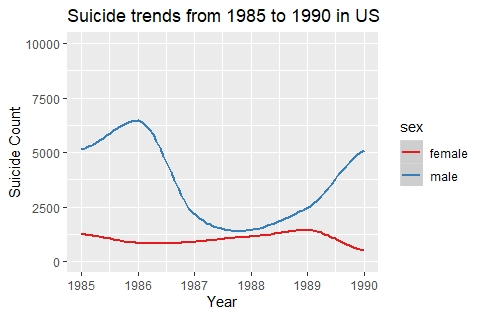 Suicide trends from 1985 to 1990 in US
10000
7500
5000
2500
0
Suicide Count
1985 1986 1987 1988 1989 1990
Year
sex
female
male